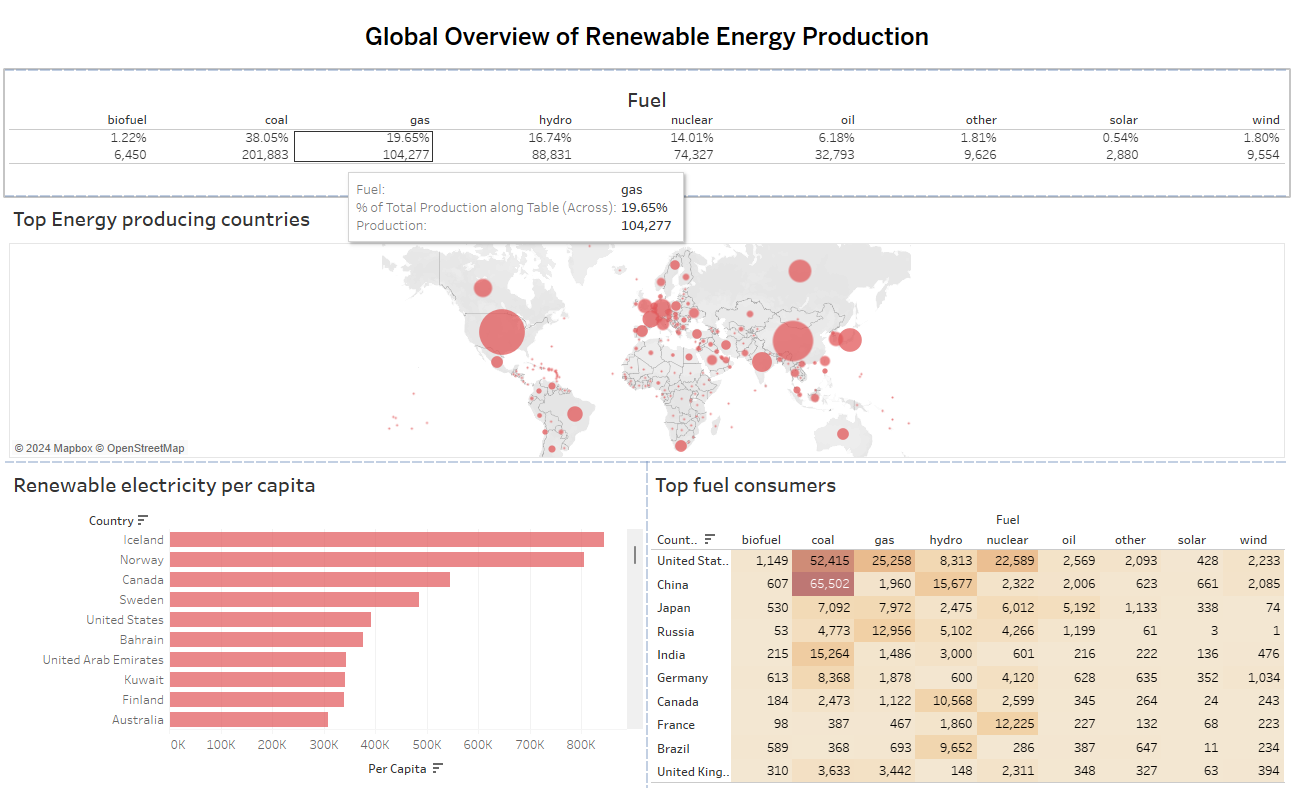 Global Overview of Renewable Energy Production
Fuel
biofuel coal gas hydro nuclear oil other solar wind
1.22% 38.05% 19.65% 16.74% 14.01% 6.18% 1.81% 0.54% 1.80%
6,450 201,883 104,277 88,831 74,327 32,793 9,626 2,880 9,554
Fuel: gas
% of Total Production along Table (Across): 19.65%
Production: 104,277
Top Energy producing countries
© 2024 Mapbox © OpenStreetMap
Renewable electricity per capita
Country
Iceland
Norway
Canada
Sweden
United States
Bahrain
United Arab Emirates
Kuwait
Finland
Australia
0K 100K 200K 300K 400K 500K 600K 700K 800K
Per Capita
Top fuel consumers
Fuel
Count.. biofuel coal gas hydro nuclear oil other solar wind
United Stat.. 1,149 52,415 25,258 8,313 22,589 2,569 2,093 428 2,233
China 607 65,502 1,960 15,677 2,322 2,006 623 661 2,085
Japan 530 7,092 7,972 2,475 6,012 5,192 1,133 338 74
Russia 53 4,773 12,956 5,102 4,266 1,199 61 3 1
India 215 15,264 1,486 3,000 601 216 222 136 476
Germany 613 8,368 1,878 600 4,120 628 635 352 1,034
Canada 184 2,473 1,122 10,568 2,599 345 264 24 243
France 98 387 467 1,860 12,225 227 132 68 223
Brazil 589 368 693 9,652 286 387 647 11 234
United King.. 310 3,633 3,442 148 2,311 348 327 63 394